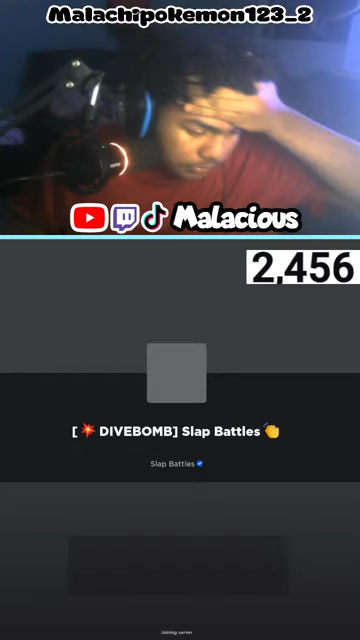 Malachipokemon123_2
Malacious
2,456
[ 💥 DIVEBOMB] Slap Battles 👏
Slap Battles
Joining server